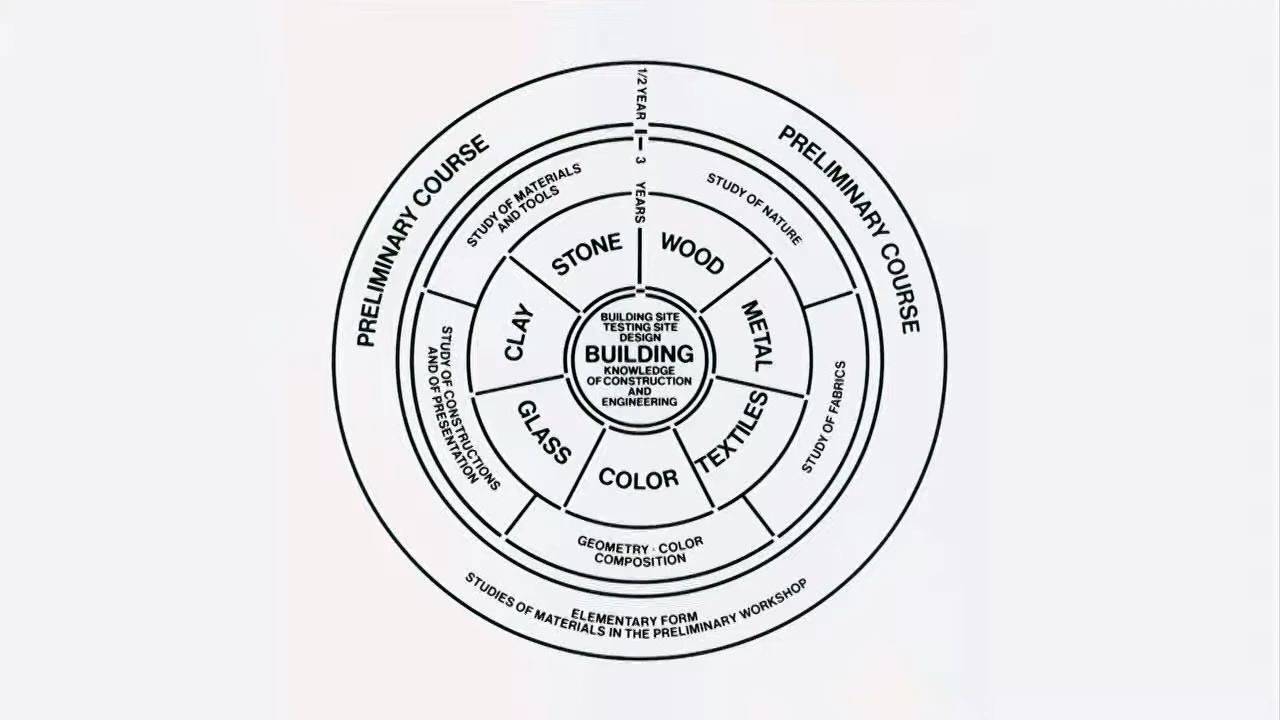 1/2 YEAR
PRELIMINARY COURSE
PRELIMINARY COURSE
3 YEARS
STUDY OF MATERIALS
AND TOOLS
STUDY OF NATURE
STONE
WOOD
CLAY
METAL
BUILDING SITE
TESTING SITE
DESIGN
BUILDING
KNOWLEDGE
OF CONSTRUCTION
AND
ENGINEERING
STUDY OF CONSTRUCTIONS
AND OF PRESENTATION
STUDY OF FABRICS
GLASS
TEXTILES
COLOR
GEOMETRY · COLOR
COMPOSITION
ELEMENTARY FORM
STUDIES OF MATERIALS IN THE PRELIMINARY WORKSHOP